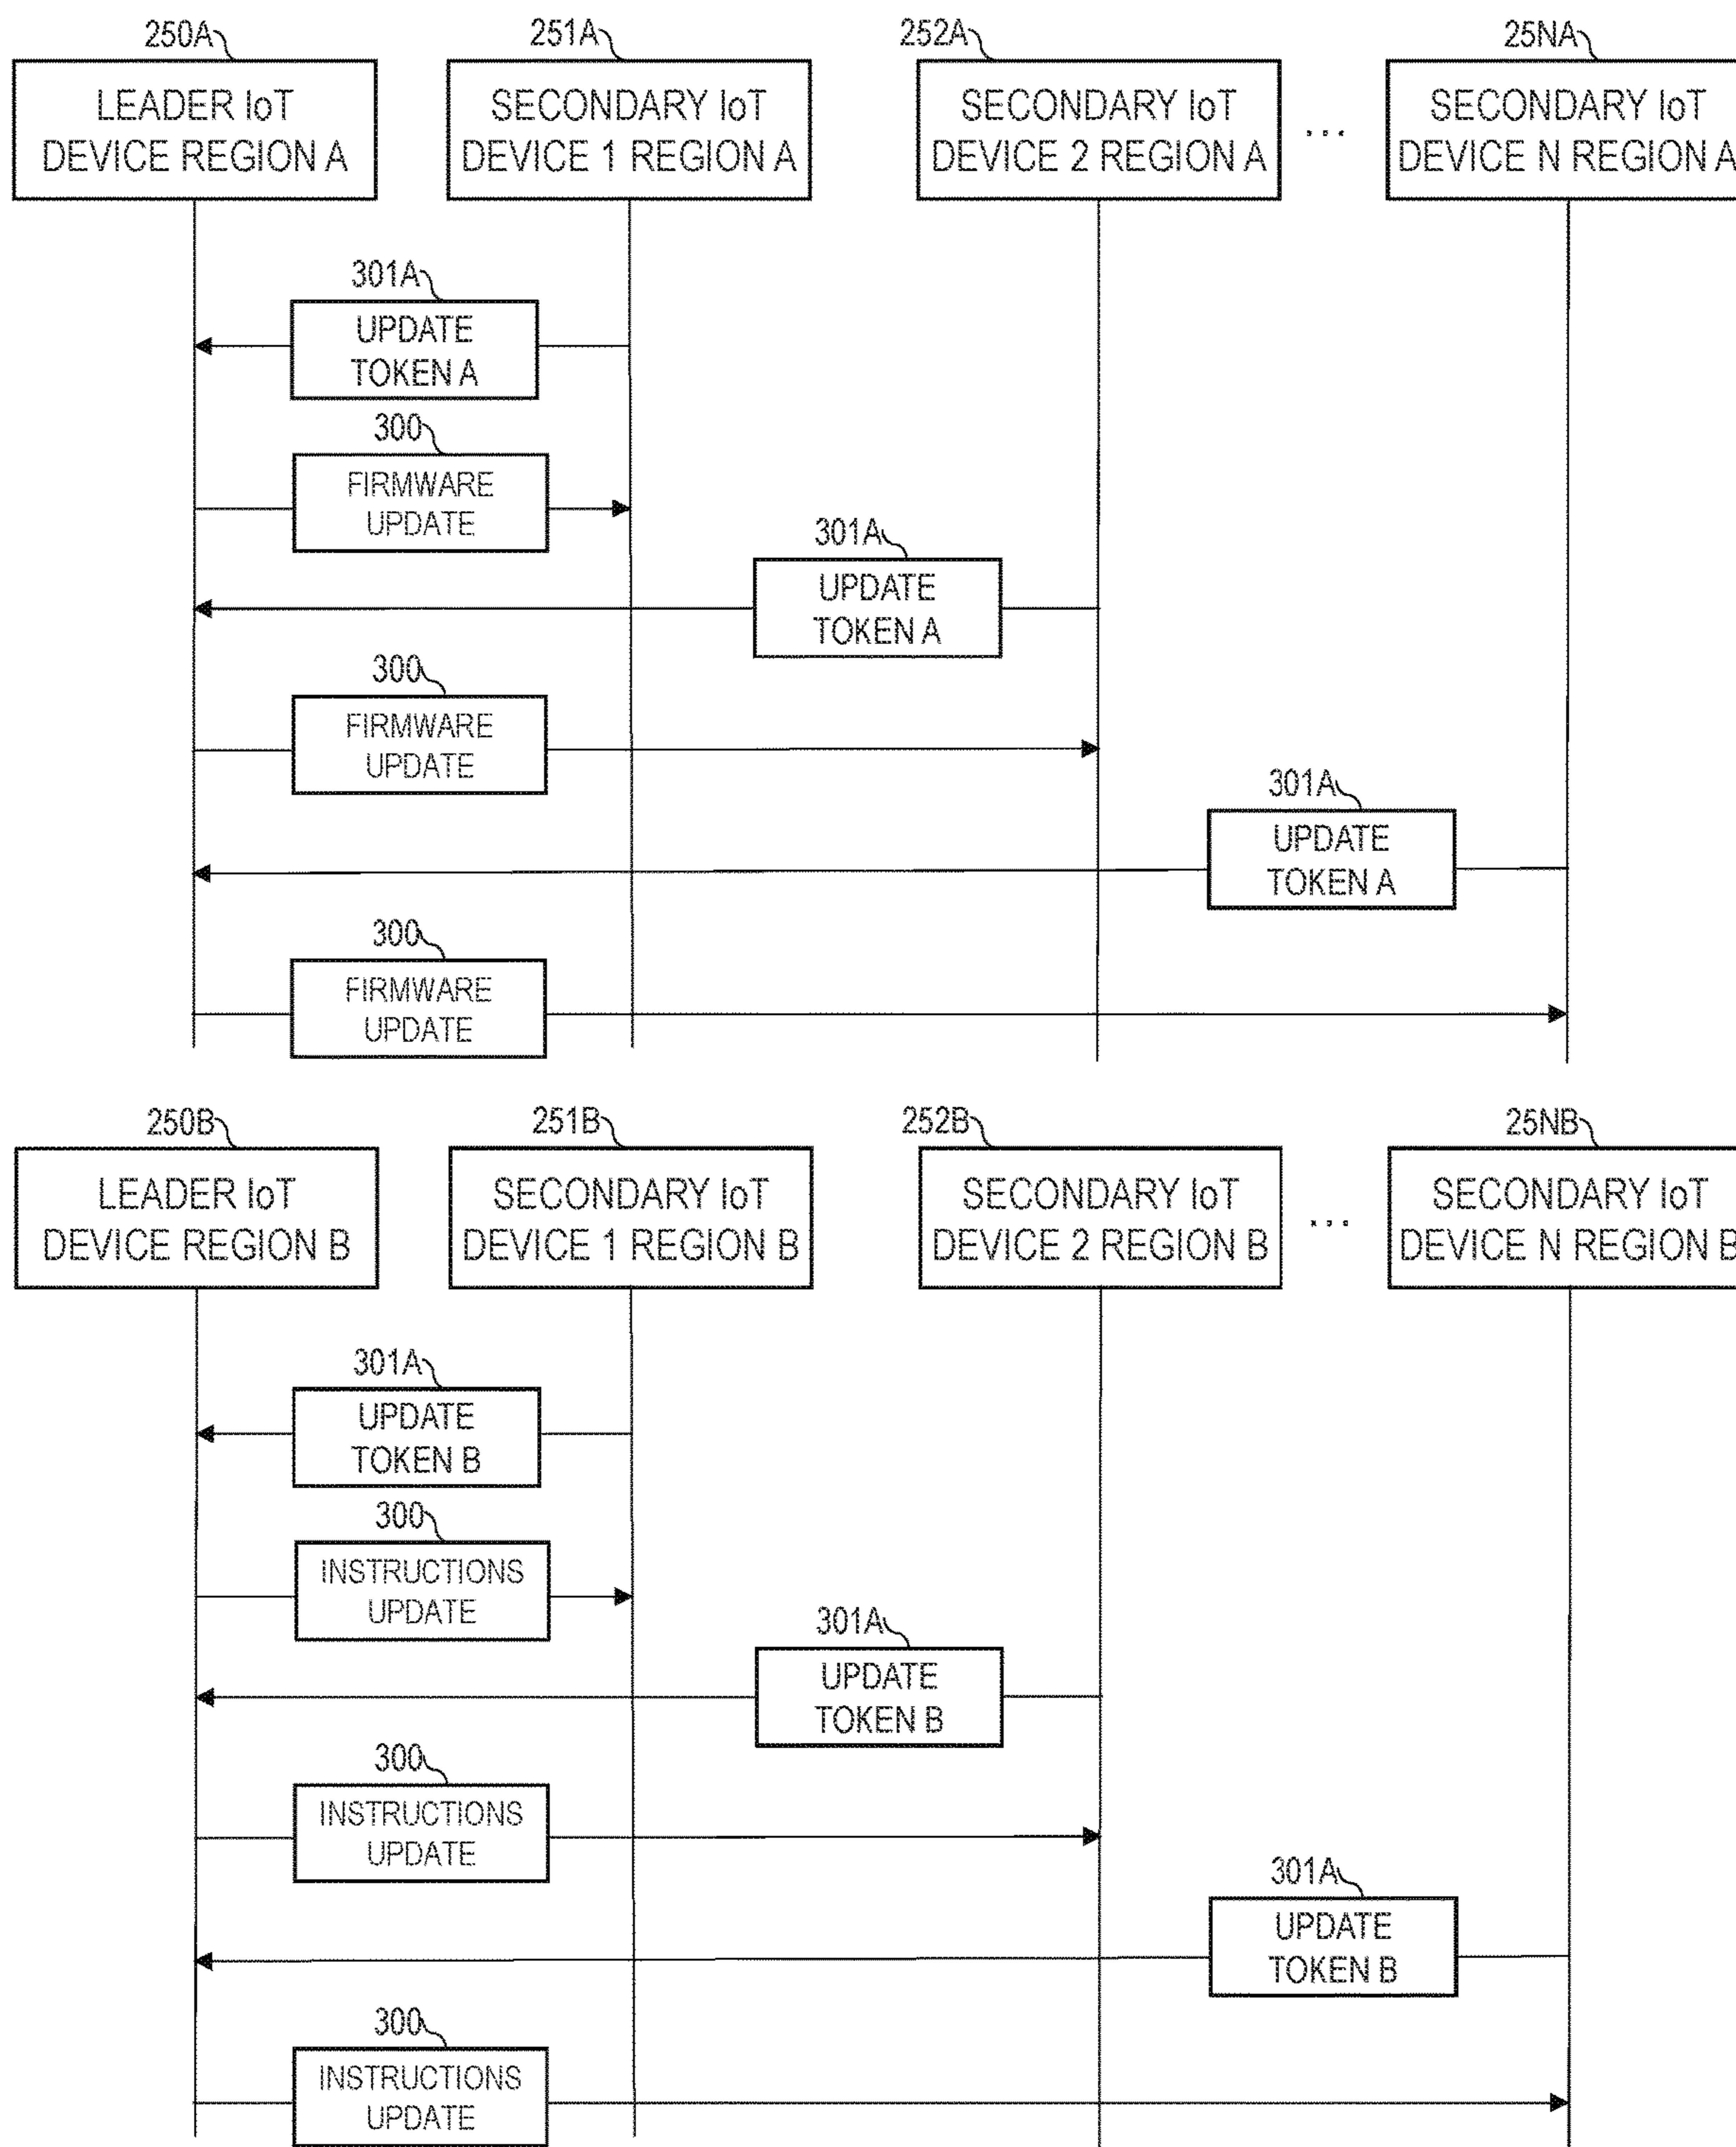 250A
251A
252A
25NA
LEADER IoT
DEVICE REGION A
SECONDARY IoT
DEVICE 1 REGION A
SECONDARY IoT
DEVICE 2 REGION A
...
SECONDARY IoT
DEVICE N REGION A
301A
UPDATE
TOKEN A
300
FIRMWARE
UPDATE
301A
UPDATE
TOKEN A
300
FIRMWARE
UPDATE
301A
UPDATE
TOKEN A
300
FIRMWARE
UPDATE
250B
251B
252B
25NB
LEADER IoT
DEVICE REGION B
SECONDARY IoT
DEVICE 1 REGION B
SECONDARY IoT
DEVICE 2 REGION B
...
SECONDARY IoT
DEVICE N REGION B
301A
UPDATE
TOKEN B
300
INSTRUCTIONS
UPDATE
301A
UPDATE
TOKEN B
300
INSTRUCTIONS
UPDATE
301A
UPDATE
TOKEN B
300
INSTRUCTIONS
UPDATE